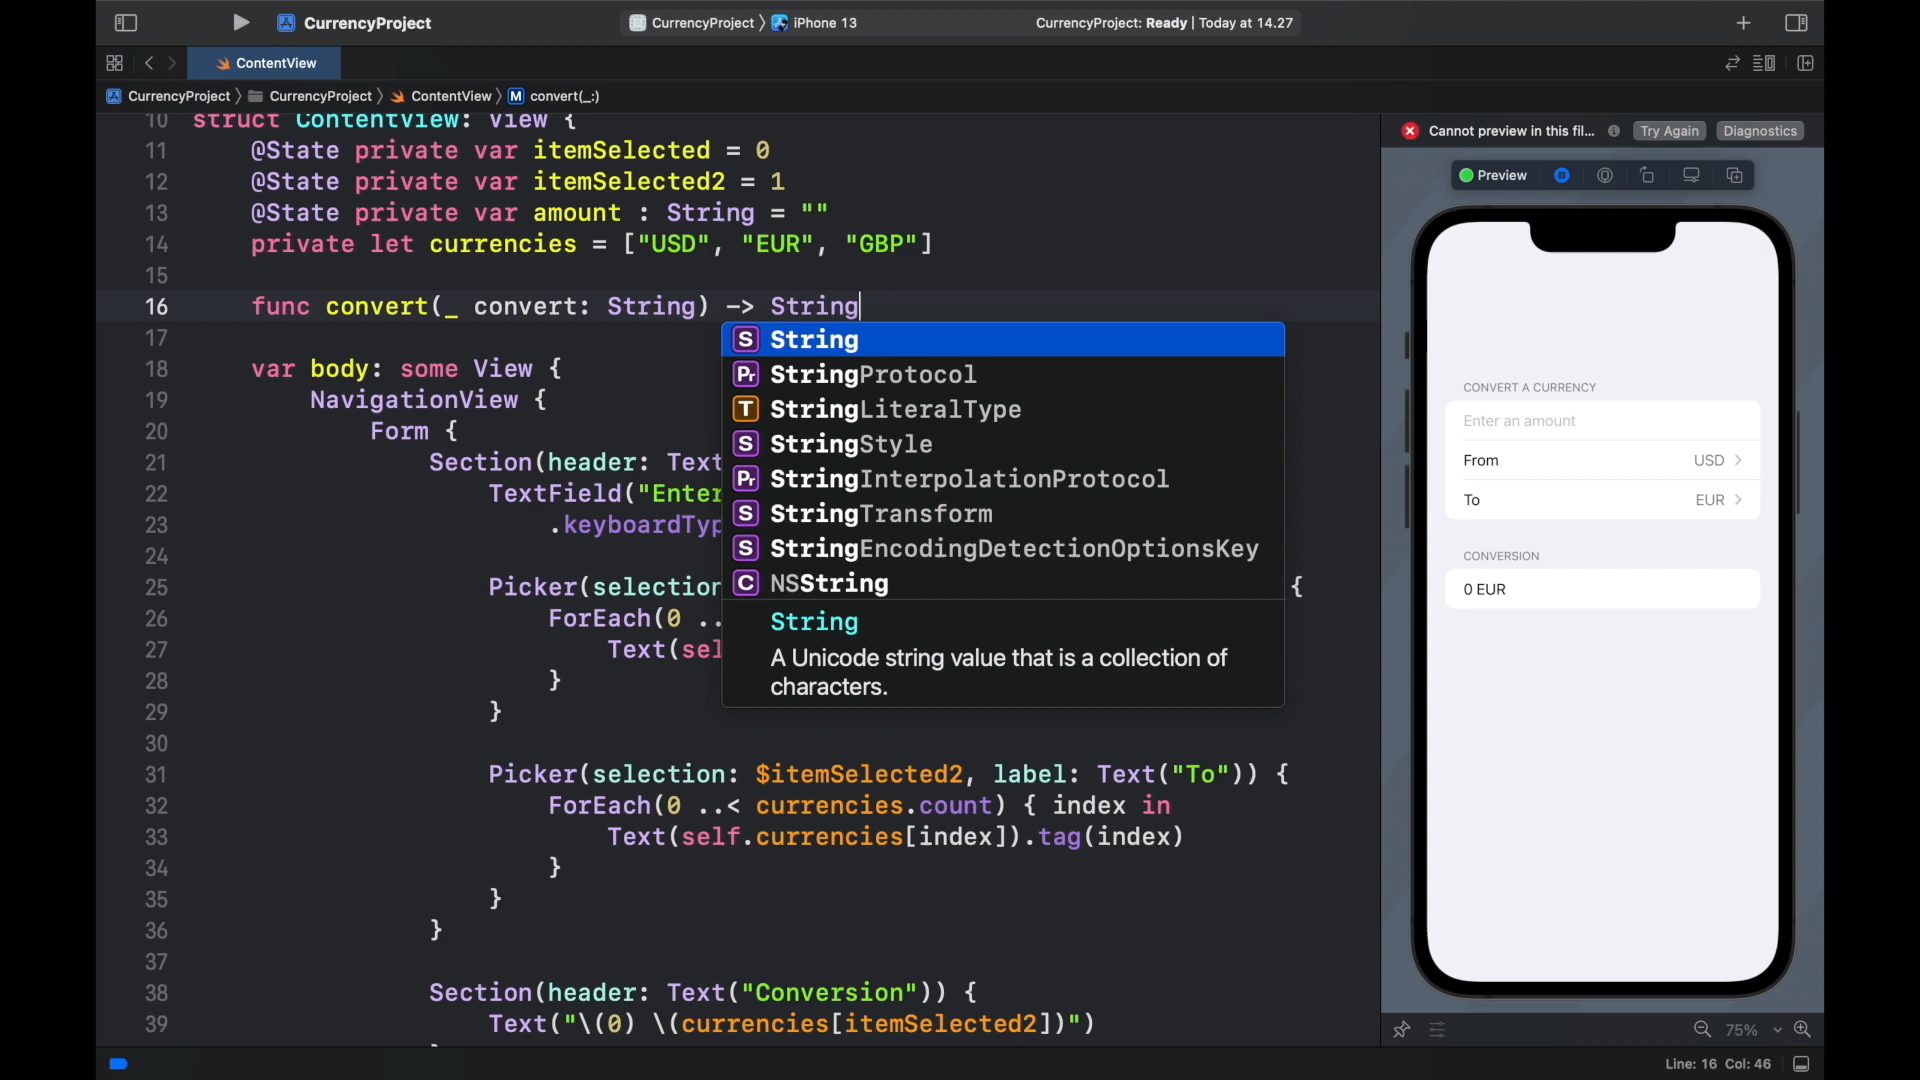 CurrencyProject
CurrencyProject 〉 iPhone 13
CurrencyProject: Ready | Today at 14.27
ContentView
CurrencyProject 〉 CurrencyProject 〉 ContentView 〉 M convert(_:)
10 struct ContentView: View {
11 @State private var itemSelected = 0
12 @State private var itemSelected2 = 1
13 @State private var amount : String = ""
14 private let currencies = ["USD", "EUR", "GBP"]
15
16 func convert(_ convert: String) -> String
17
18 var body: some View {
19 NavigationView {
20 Form {
21 Section(header: Text
22 TextField("Enter
23 .keyboardTyp
24
25 Picker(selection {
26 ForEach(0 ..
27 Text(sel
28 }
29 }
30
31 Picker(selection: $itemSelected2, label: Text("To")) {
32 ForEach(0 ..< currencies.count) { index in
33 Text(self.currencies[index]).tag(index)
34 }
35 }
36 }
37
38 Section(header: Text("Conversion")) {
39 Text("\(0) \(currencies[itemSelected2])")
S String
Pr StringProtocol
T StringLiteralType
S StringStyle
Pr StringInterpolationProtocol
S StringTransform
S StringEncodingDetectionOptionsKey
C NSString
String
A Unicode string value that is a collection of
characters.
Cannot preview in this fil...
Try Again
Diagnostics
Preview
CONVERT A CURRENCY
Enter an amount
From USD
To EUR
CONVERSION
0 EUR
75%
Line: 16 Col: 46